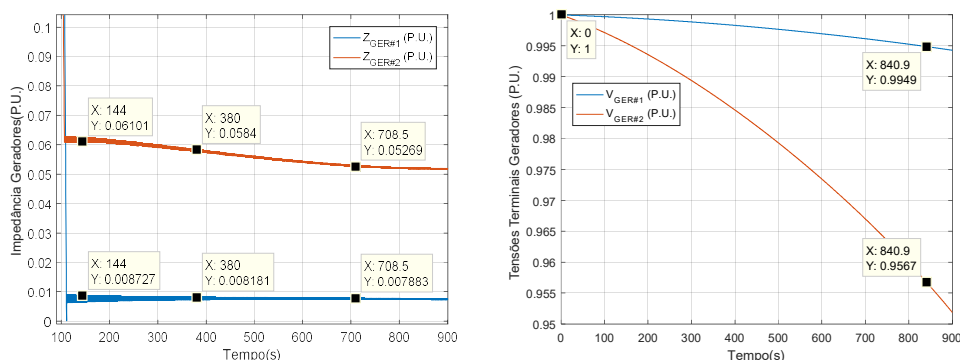 0.1
0.09
0.08
0.07
0.06
0.05
0.04
0.03
0.02
0.01
0
Impedância Geradores(P.U.)
Z_GER#1 (P.U.)
Z_GER#2 (P.U.)
X: 144
Y: 0.06101
X: 380
Y: 0.0584
X: 708.5
Y: 0.05269
X: 144
Y: 0.008727
X: 380
Y: 0.008181
X: 708.5
Y: 0.007883
100 200 300 400 500 600 700 800 900
Tempo(s)
1
0.995
0.99
0.985
0.98
0.975
0.97
0.965
0.96
0.955
0.95
Tensões Terminais Geradores (P.U.)
X: 0
Y: 1
X: 840.9
Y: 0.9949
V_GER#1 (P.U.)
V_GER#2 (P.U.)
X: 840.9
Y: 0.9567
0 100 200 300 400 500 600 700 800 900
Tempo(s)